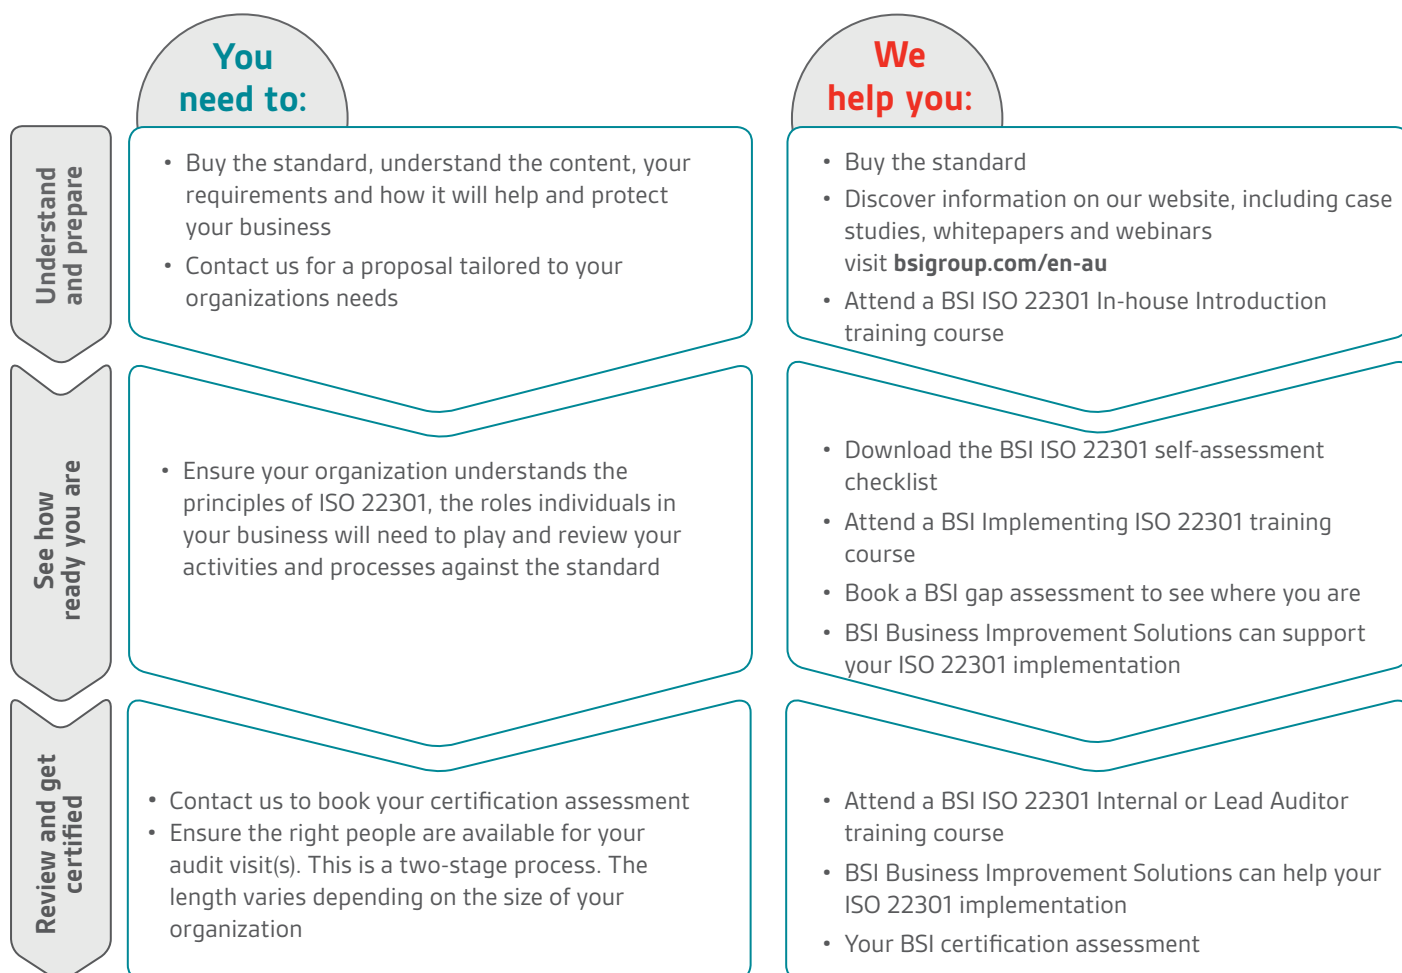 You
need to:
We
help you:
Understand
and prepare
• Buy the standard, understand the content, your
requirements and how it will help and protect
your business
• Contact us for a proposal tailored to your
organizations needs
• Buy the standard
• Discover information on our website, including case
studies, whitepapers and webinars
visit bsigroup.com/en-au
• Attend a BSI ISO 22301 In-house Introduction
training course
See how
ready you are
• Ensure your organization understands the
principles of ISO 22301, the roles individuals in
your business will need to play and review your
activities and processes against the standard
• Download the BSI ISO 22301 self-assessment
checklist
• Attend a BSI Implementing ISO 22301 training
course
• Book a BSI gap assessment to see where you are
• BSI Business Improvement Solutions can support
your ISO 22301 implementation
Review and get
certified
• Contact us to book your certification assessment
• Ensure the right people are available for your
audit visit(s). This is a two-stage process. The
length varies depending on the size of your
organization
• Attend a BSI ISO 22301 Internal or Lead Auditor
training course
• BSI Business Improvement Solutions can help your
ISO 22301 implementation
• Your BSI certification assessment